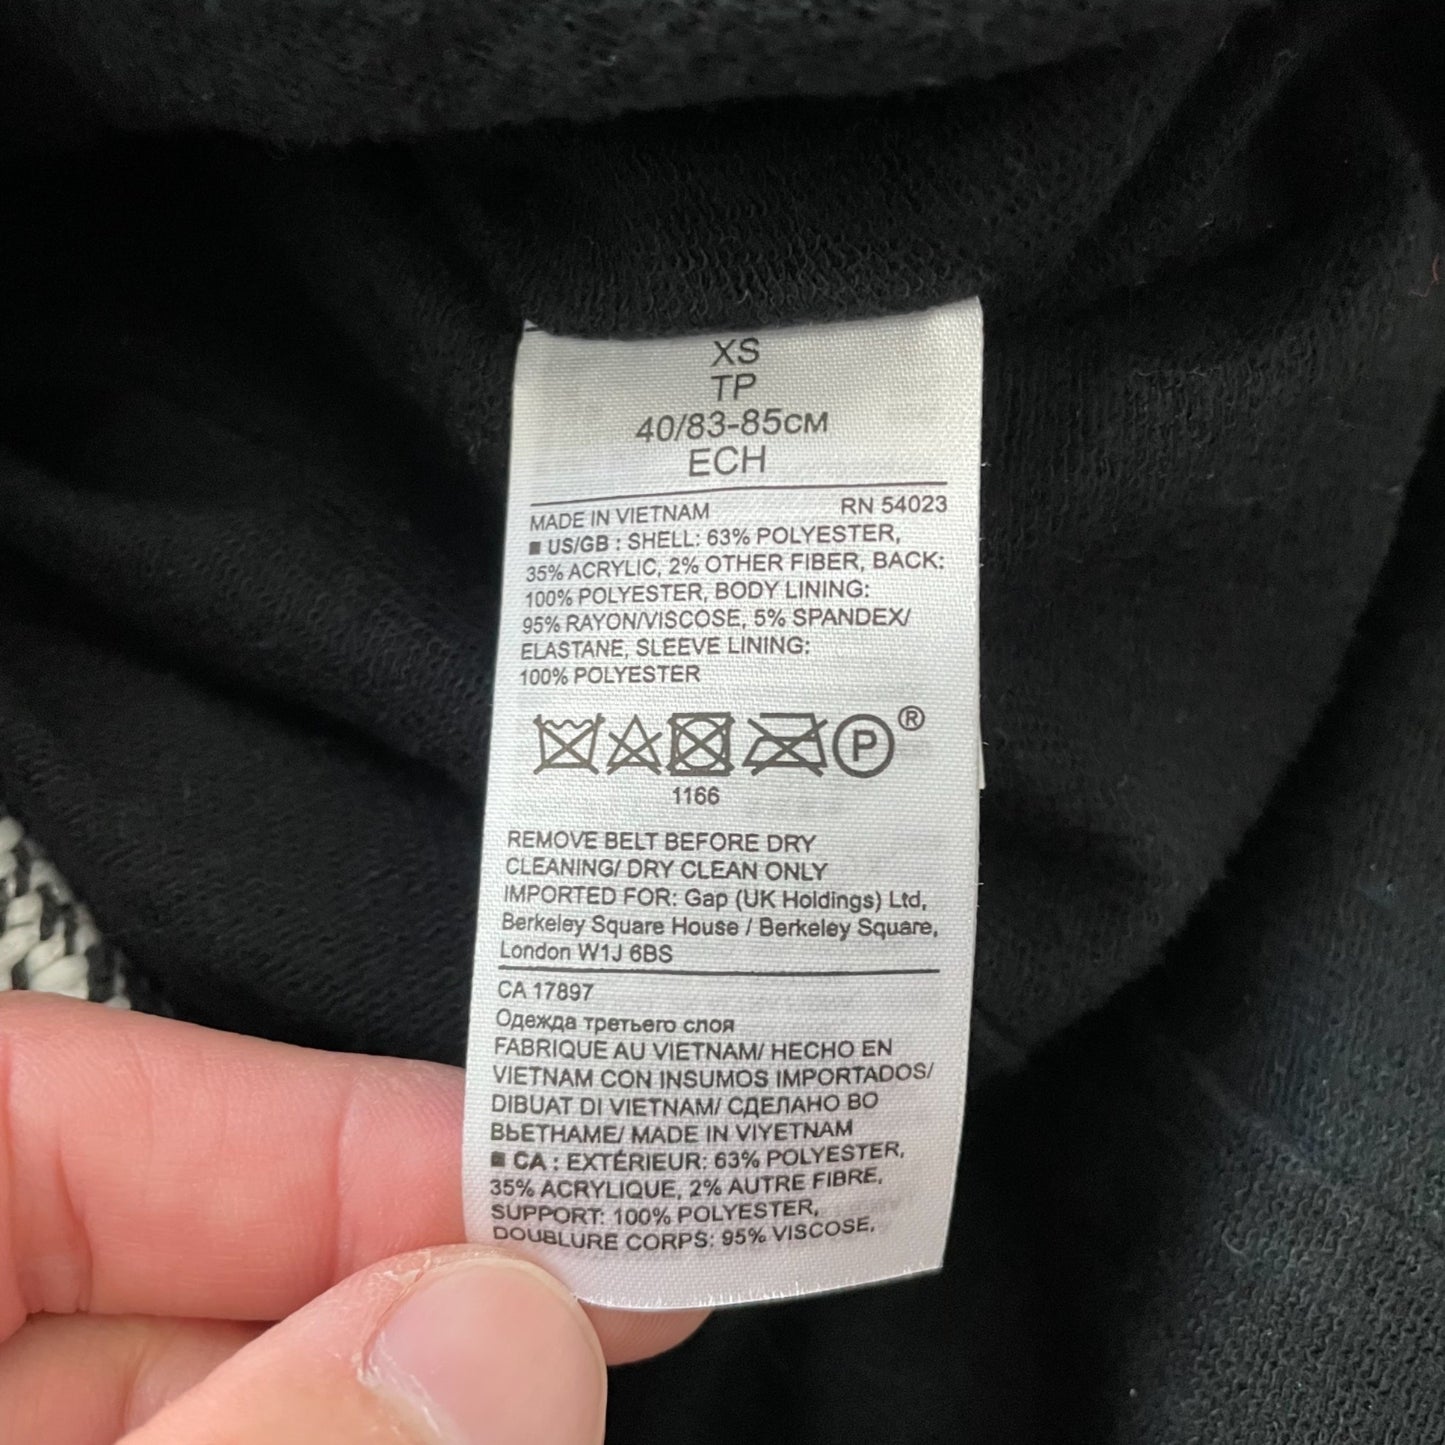 XS
TP
40/83-85CM
ECH
MADE IN VIETNAM RN 54023
■ US/GB : SHELL: 63% POLYESTER,
35% ACRYLIC, 2% OTHER FIBER, BACK:
100% POLYESTER, BODY LINING:
95% RAYON/VISCOSE, 5% SPANDEX/
ELASTANE, SLEEVE LINING:
100% POLYESTER
P ®
1166
REMOVE BELT BEFORE DRY
CLEANING/ DRY CLEAN ONLY
IMPORTED FOR: Gap (UK Holdings) Ltd,
Berkeley Square House / Berkeley Square,
London W1J 6BS
CA 17897
Одежда третьего слоя
FABRIQUE AU VIETNAM/ HECHO EN
VIETNAM CON INSUMOS IMPORTADOS/
DIBUAT DI VIETNAM/ СДЕЛАНО ВО
ВЬЕТНАМЕ/ MADE IN VIYETNAM
■ CA : EXTÉRIEUR: 63% POLYESTER,
35% ACRYLIQUE, 2% AUTRE FIBRE,
SUPPORT: 100% POLYESTER,
DOUBLURE CORPS: 95% VISCOSE,